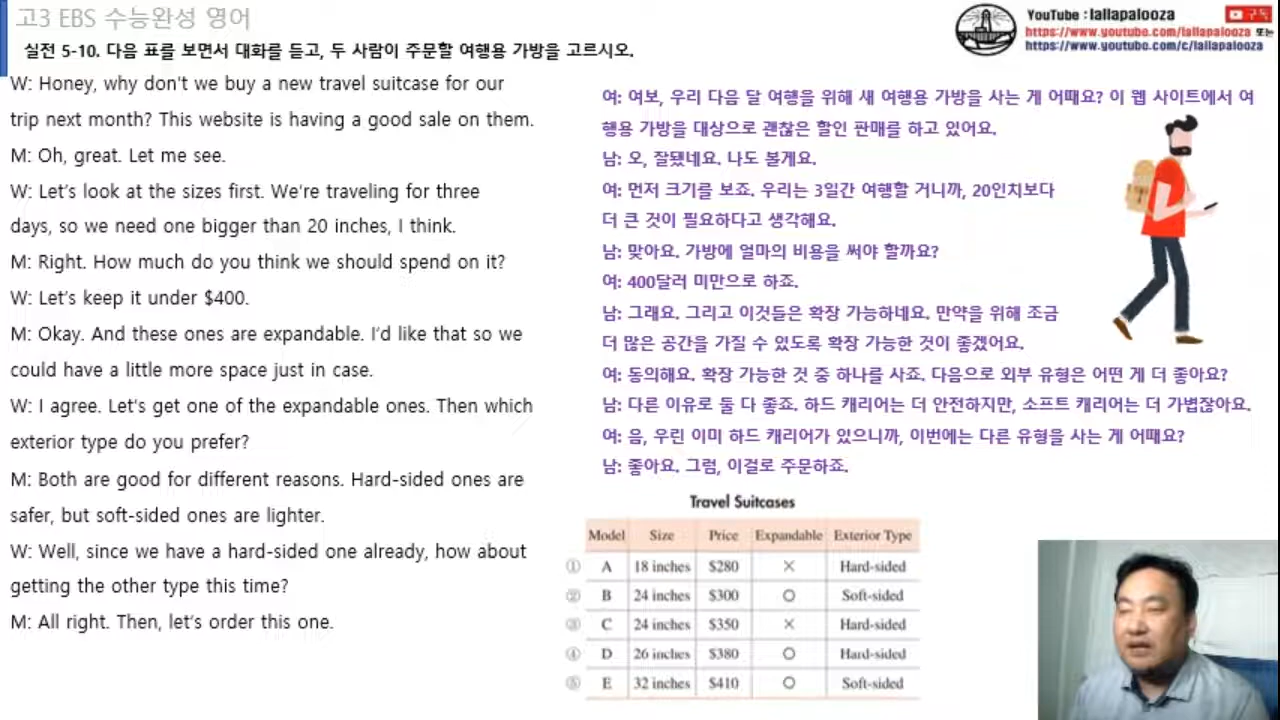 고3 EBS 수능완성 영어
YouTube : lallapalooza
구독
https://www.youtube.com/lallapalooza 또는
https://www.youtube.com/c/lallapalooza
실전 5-10. 다음 표를 보면서 대화를 듣고, 두 사람이 주문할 여행용 가방을 고르시오.
W: Honey, why don't we buy a new travel suitcase for our
trip next month? This website is having a good sale on them.
M: Oh, great. Let me see.
W: Let's look at the sizes first. We're traveling for three
days, so we need one bigger than 20 inches, I think.
M: Right. How much do you think we should spend on it?
W: Let's keep it under $400.
M: Okay. And these ones are expandable. I'd like that so we
could have a little more space just in case.
W: I agree. Let's get one of the expandable ones. Then which
exterior type do you prefer?
M: Both are good for different reasons. Hard-sided ones are
safer, but soft-sided ones are lighter.
W: Well, since we have a hard-sided one already, how about
getting the other type this time?
M: All right. Then, let's order this one.
여: 여보, 우리 다음 달 여행을 위해 새 여행용 가방을 사는 게 어때요? 이 웹 사이트에서 여
행용 가방을 대상으로 괜찮은 할인 판매를 하고 있어요.
남: 오, 잘됐네요. 나도 볼게요.
여: 먼저 크기를 보죠. 우리는 3일간 여행할 거니까, 20인치보다
더 큰 것이 필요하다고 생각해요.
남: 맞아요. 가방에 얼마의 비용을 써야 할까요?
여: 400달러 미만으로 하죠.
남: 그래요. 그리고 이것들은 확장 가능하네요. 만약을 위해 조금
더 많은 공간을 가질 수 있도록 확장 가능한 것이 좋겠어요.
여: 동의해요. 확장 가능한 것 중 하나를 사죠. 다음으로 외부 유형은 어떤 게 더 좋아요?
남: 다른 이유로 둘 다 좋죠. 하드 캐리어는 더 안전하지만, 소프트 캐리어는 더 가볍잖아요.
여: 음, 우린 이미 하드 캐리어가 있으니까, 이번에는 다른 유형을 사는 게 어때요?
남: 좋아요. 그럼, 이걸로 주문하죠.
Travel Suitcases
Model Size Price Expandable Exterior Type
① A 18 inches $280 × Hard-sided
② B 24 inches $300 ○ Soft-sided
③ C 24 inches $350 × Hard-sided
④ D 26 inches $380 ○ Hard-sided
⑤ E 32 inches $410 ○ Soft-sided